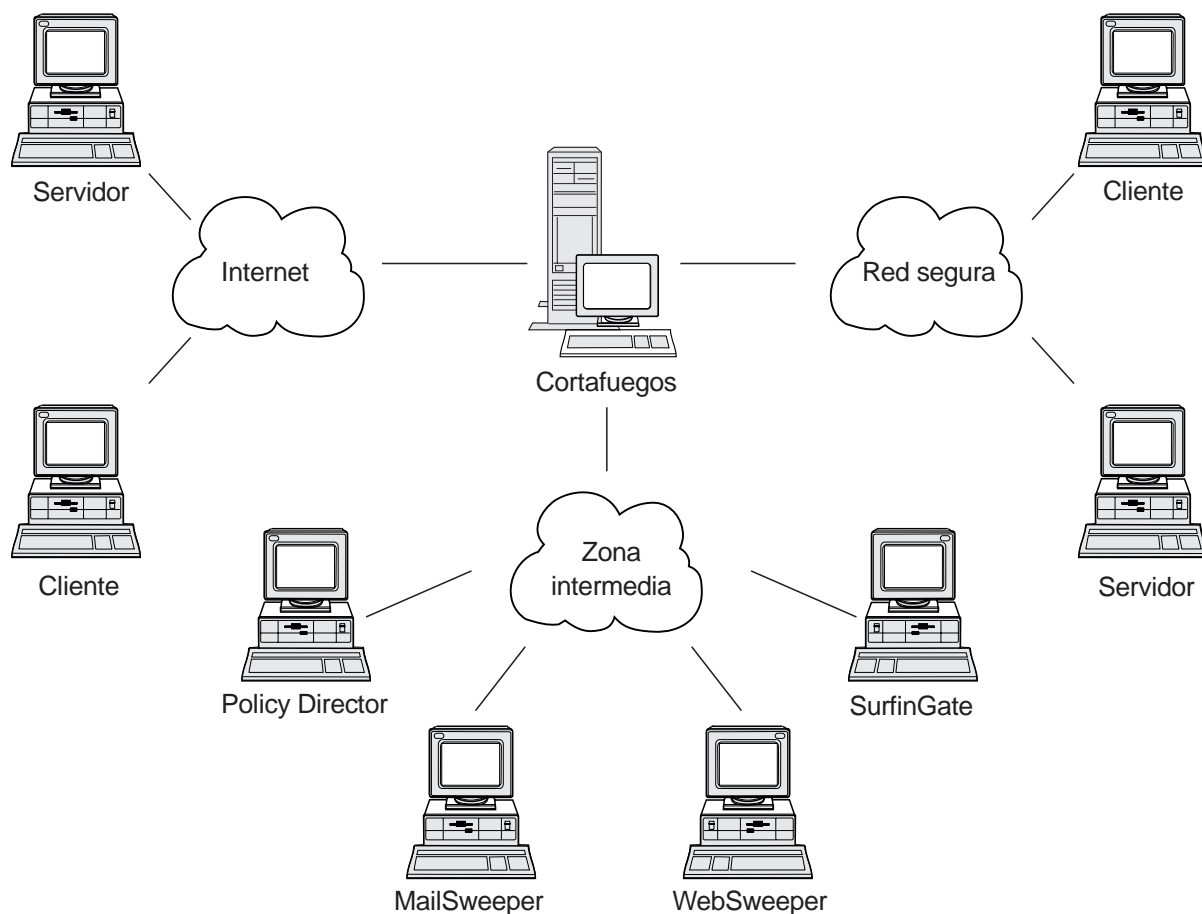 Servidor
Cliente
Internet
Red segura
Cortafuegos
Cliente
Zona
intermedia
Servidor
Policy Director
SurfinGate
MailSweeper
WebSweeper